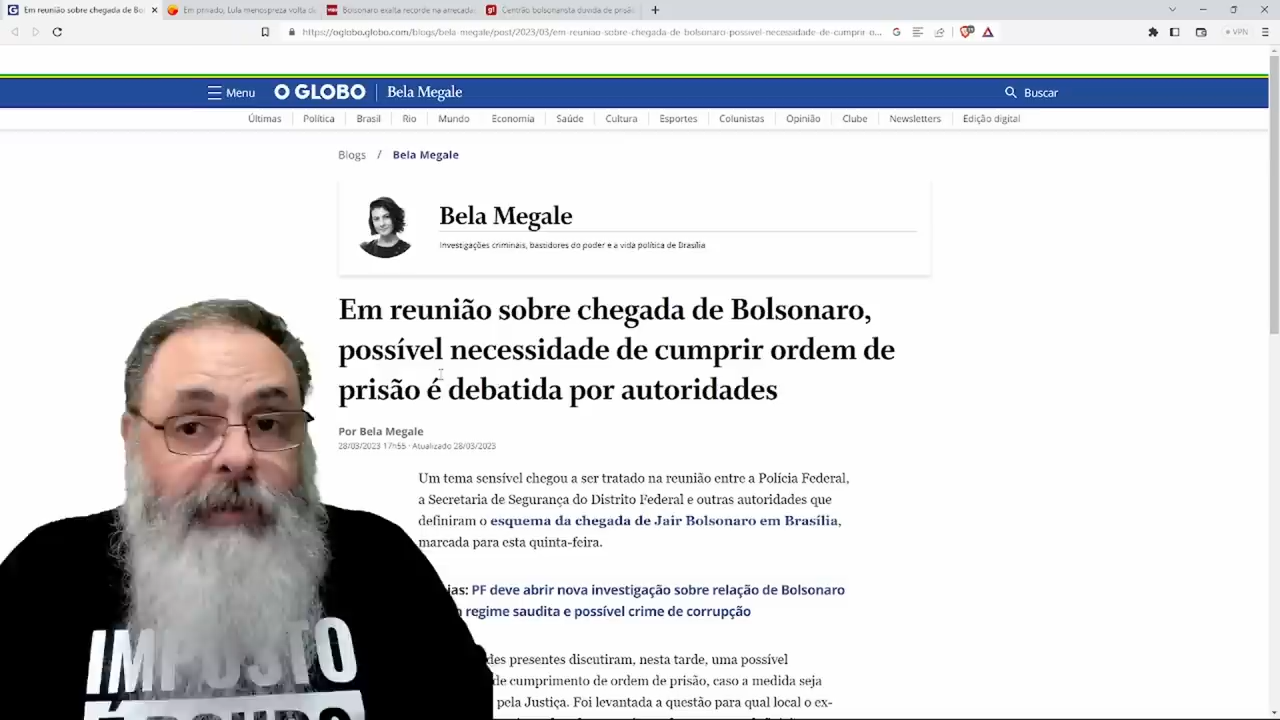 Em reunião sobre chegada de Bol
Em privado, Lula menospreza volta d
Bolsonaro exalta recorde na arrecada
Centrão bolsonarista duvida de prisã
https://oglobo.globo.com/blogs/bela-megale/post/2023/03/em-reuniao-sobre-chegada-de-bolsonaro-possivel-necessidade-de-cumprir-o...
VPN
Menu
O GLOBO
Bela Megale
Buscar
Últimas
Política
Brasil
Rio
Mundo
Economia
Saúde
Cultura
Esportes
Colunistas
Opinião
Clube
Newsletters
Edição digital
Blogs / Bela Megale
Bela Megale
Investigações criminais, bastidores do poder e a vida política de Brasília
Em reunião sobre chegada de Bolsonaro,
possível necessidade de cumprir ordem de
prisão é debatida por autoridades
Por Bela Megale
28/03/2023 17h55 · Atualizado 28/03/2023
Um tema sensível chegou a ser tratado na reunião entre a Polícia Federal,
a Secretaria de Segurança do Distrito Federal e outras autoridades que
definiram o esquema da chegada de Jair Bolsonaro em Brasília,
marcada para esta quinta-feira.
ias: PF deve abrir nova investigação sobre relação de Bolsonaro
regime saudita e possível crime de corrupção
des presentes discutiram, nesta tarde, uma possível
de cumprimento de ordem de prisão, caso a medida seja
pela Justiça. Foi levantada a questão para qual local o ex-
IMPOSTO
É ROUBO